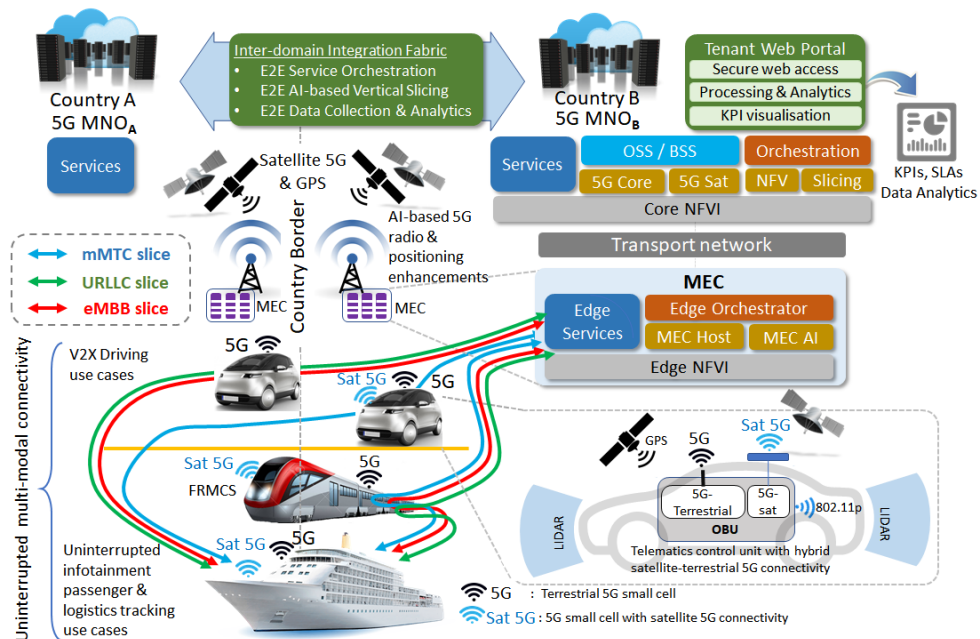 Country A
5G MNOA
Services
Inter-domain Integration Fabric
• E2E Service Orchestration
• E2E AI-based Vertical Slicing
• E2E Data Collection & Analytics
Country B
5G MNOB
Tenant Web Portal
Secure web access
Processing & Analytics
KPI visualisation
KPIs, SLAs
Data Analytics
Services
OSS / BSS
Orchestration
5G Core
5G Sat
NFV
Slicing
Core NFVI
Transport network
Satellite 5G
& GPS
Country Border
AI-based 5G
radio &
positioning
enhancements
MEC
MEC
mMTC slice
URLLC slice
eMBB slice
MEC
Edge
Services
Edge Orchestrator
MEC Host
MEC AI
Edge NFVI
Uninterrupted multi-modal connectivity
V2X Driving
use cases
5G
Sat 5G
5G
Sat 5G
5G
FRMCS
Uninterrupted
infotainment
passenger &
logistics tracking
use cases
Sat 5G
5G
GPS
5G
Sat 5G
5G-
Terrestrial
5G-
sat
OBU
802.11p
LIDAR
LIDAR
Telematics control unit with hybrid
satellite-terrestrial 5G connectivity
5G : Terrestrial 5G small cell
Sat 5G : 5G small cell with satellite 5G connectivity